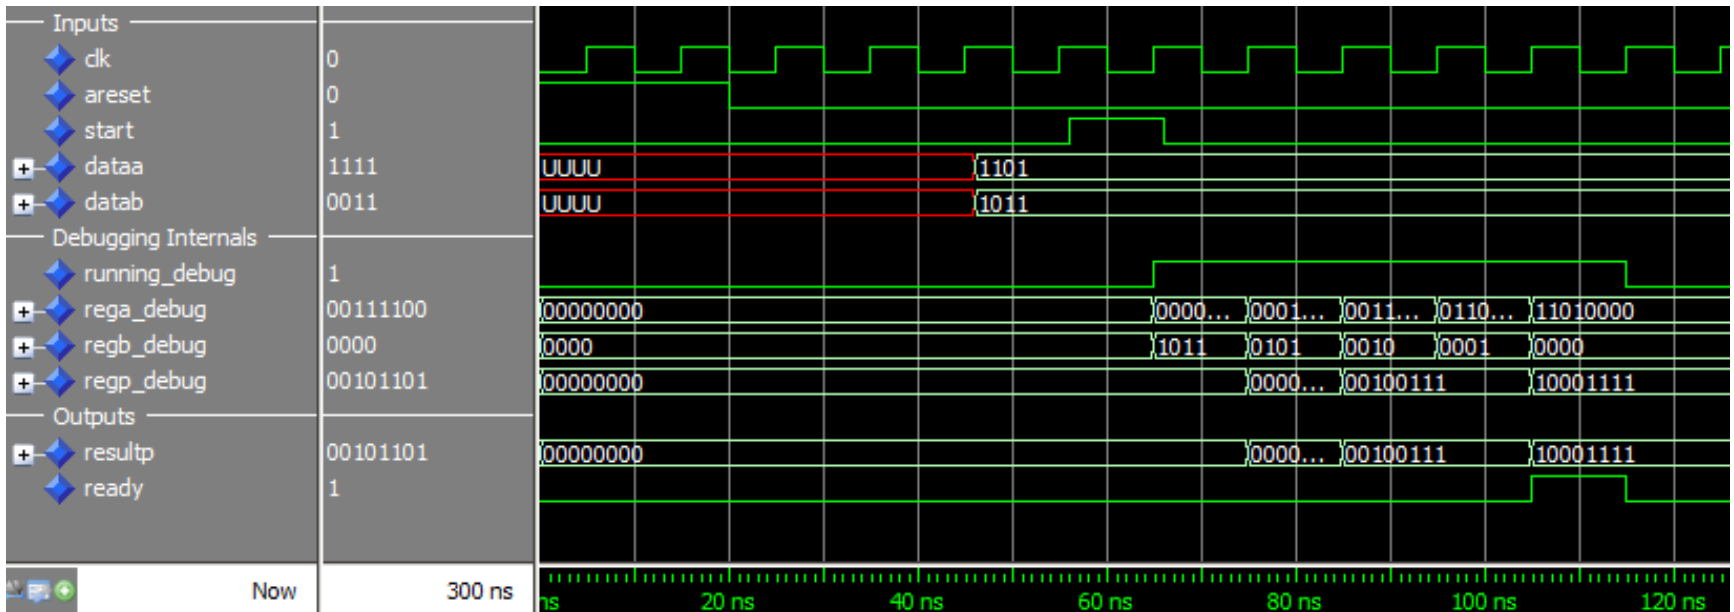 Inputs
clk 0
areset 0
start 1
dataa 1111 UUUU 1101
datab 0011 UUUU 1011
Debugging Internals
running_debug 1
rega_debug 00111100 00000000 0000... 0001... 0011... 0110... 11010000
regb_debug 0000 0000 1011 0101 0010 0001 0000
regp_debug 00101101 00000000 0000... 00100111 10001111
Outputs
resultp 00101101 00000000 0000... 00100111 10001111
ready 1
Now 300 ns
ns 20 ns 40 ns 60 ns 80 ns 100 ns 120 ns